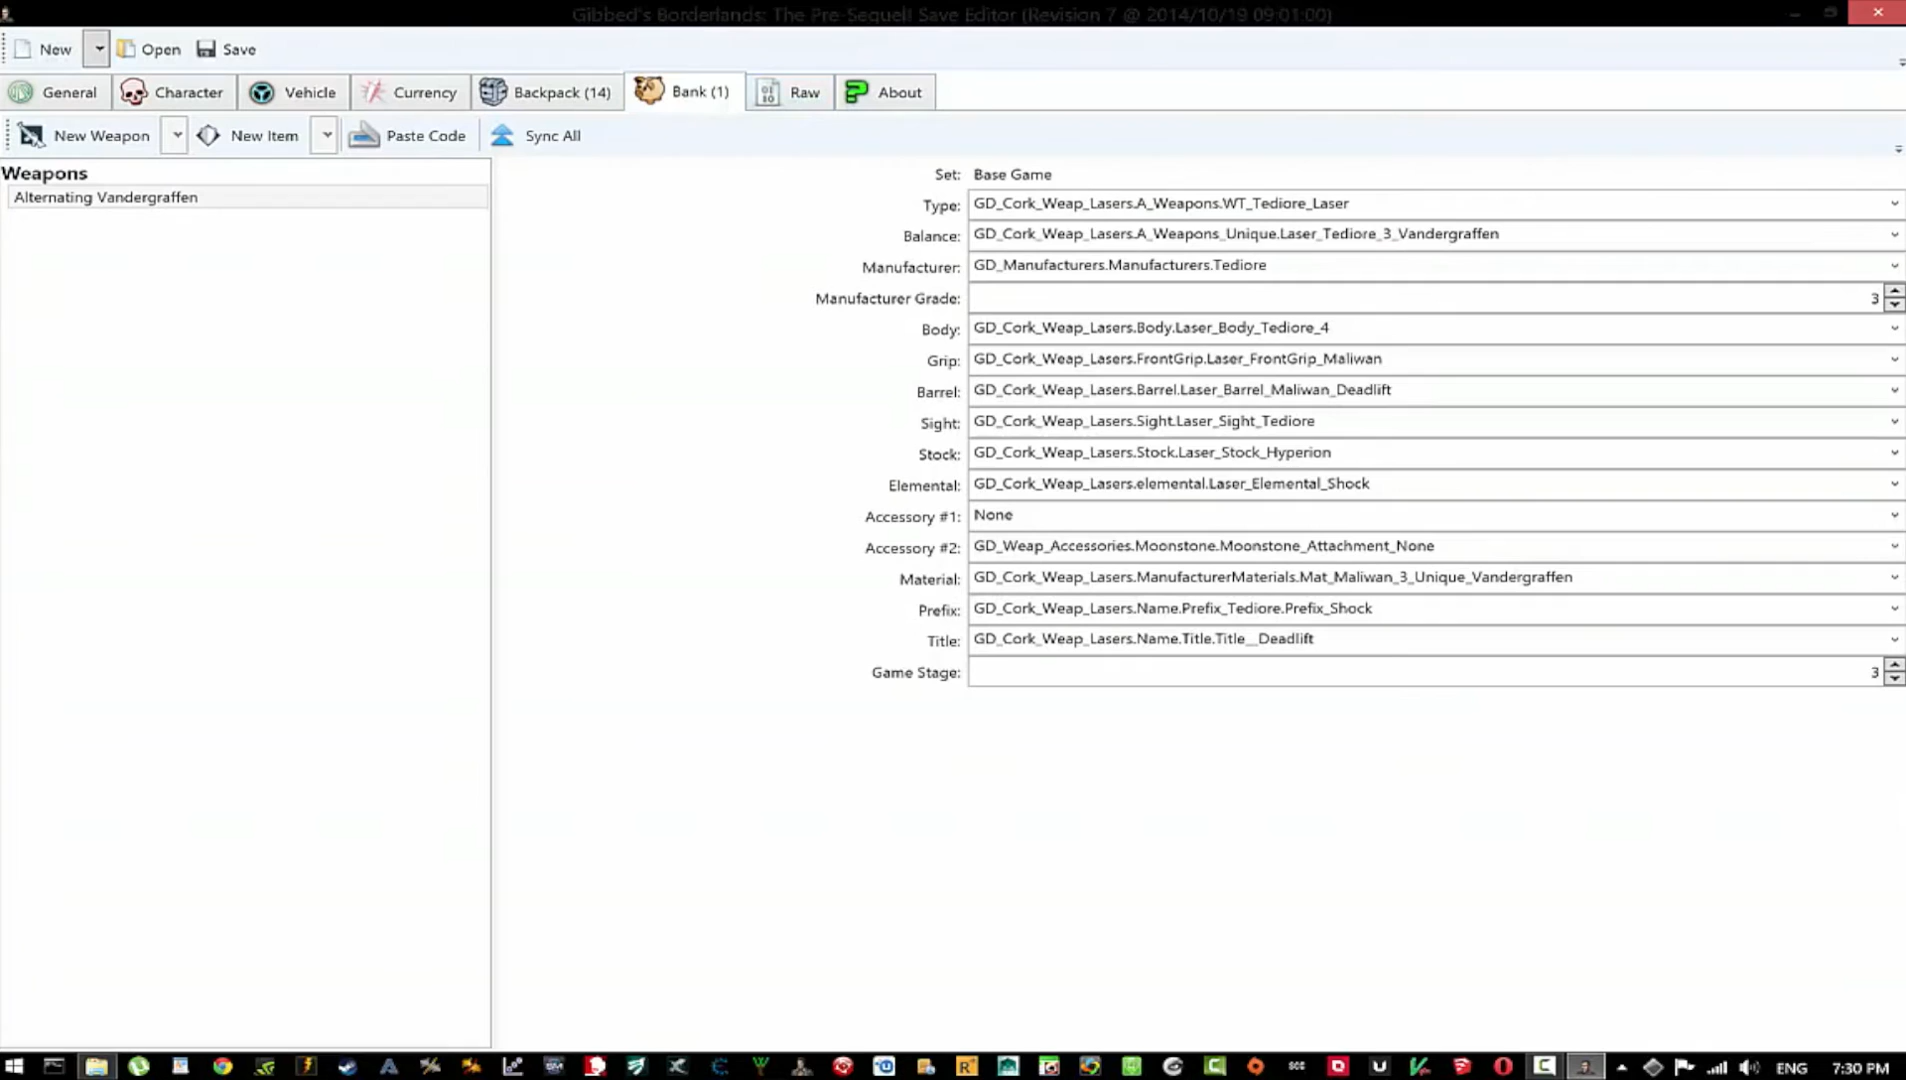 Gibbed's Borderlands: The Pre-Sequel! Save Editor (Revision 7 @ 2014/10/19 09:01:00)
New Open Save
General Character Vehicle Currency Backpack (14) Bank (1) Raw About
New Weapon New Item Paste Code Sync All
Weapons
Alternating Vandergraffen
Set: Base Game
Type: GD_Cork_Weap_Lasers.A_Weapons.WT_Tediore_Laser
Balance: GD_Cork_Weap_Lasers.A_Weapons_Unique.Laser_Tediore_3_Vandergraffen
Manufacturer: GD_Manufacturers.Manufacturers.Tediore
Manufacturer Grade: 3
Body: GD_Cork_Weap_Lasers.Body.Laser_Body_Tediore_4
Grip: GD_Cork_Weap_Lasers.FrontGrip.Laser_FrontGrip_Maliwan
Barrel: GD_Cork_Weap_Lasers.Barrel.Laser_Barrel_Maliwan_Deadlift
Sight: GD_Cork_Weap_Lasers.Sight.Laser_Sight_Tediore
Stock: GD_Cork_Weap_Lasers.Stock.Laser_Stock_Hyperion
Elemental: GD_Cork_Weap_Lasers.elemental.Laser_Elemental_Shock
Accessory #1: None
Accessory #2: GD_Weap_Accessories.Moonstone.Moonstone_Attachment_None
Material: GD_Cork_Weap_Lasers.ManufacturerMaterials.Mat_Maliwan_3_Unique_Vandergraffen
Prefix: GD_Cork_Weap_Lasers.Name.Prefix_Tediore.Prefix_Shock
Title: GD_Cork_Weap_Lasers.Name.Title.Title__Deadlift
Game Stage: 3
ENG 7:30 PM